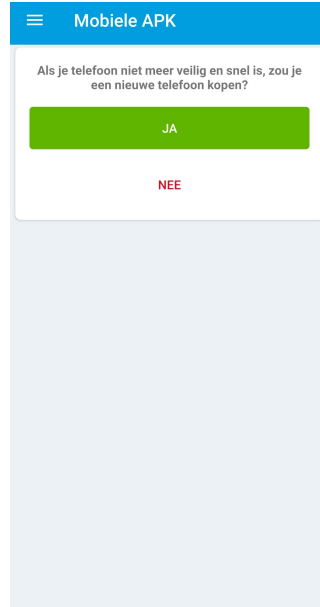 Mobiele APK
Als je telefoon niet meer veilig en snel is, zou je
een nieuwe telefoon kopen?
JA
NEE